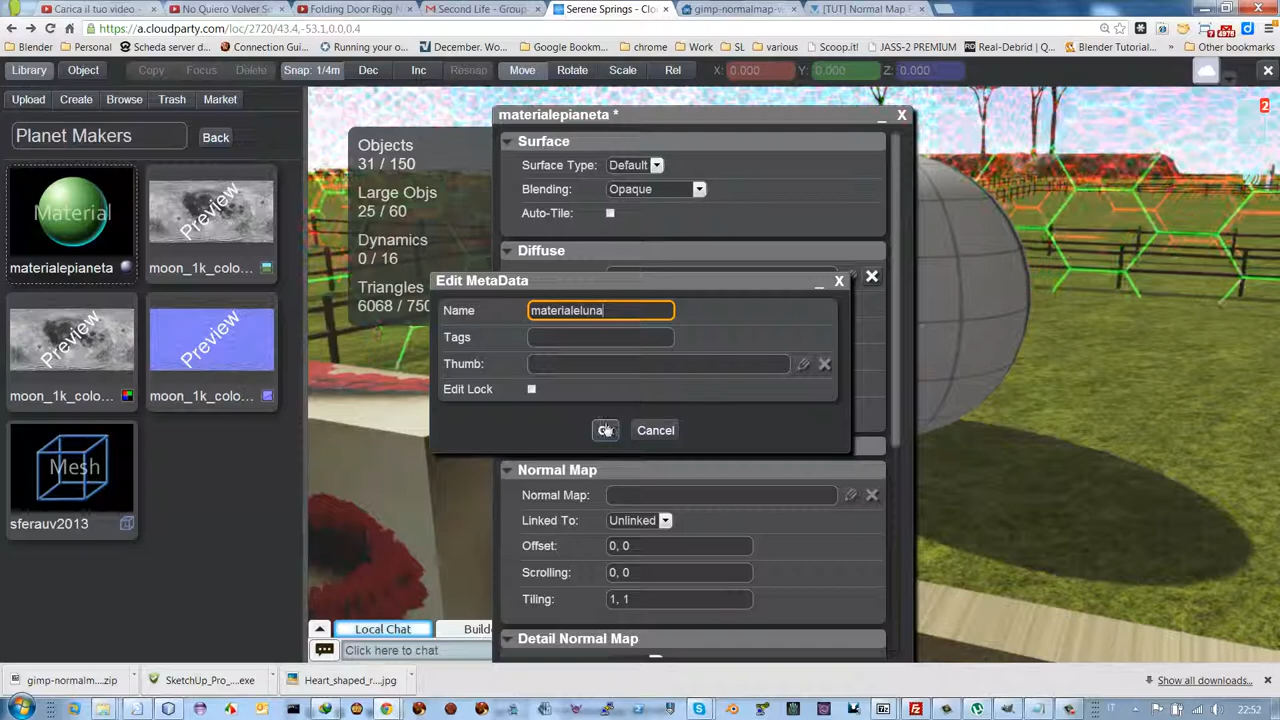 Carica il tuo video. -
No Quiero Volver Se
Folding Door Rigg N
Second Life - Group
Serene Springs - Clo
gimp-normalmap-w
[TUT] Normal Map P
https://a.cloudparty.com/loc/2720/43.4,-53.1,0.0,0.4
Blender
Personal
Scheda server d...
Connection Gui...
Running your o...
December. Wo...
Google Bookm...
chrome
Work
SL
various
Scoop.it!
JASS-2 PREMIUM
Real-Debrid | Q...
Blender Tutorial...
Other bookmarks
Library
Object
Copy
Focus
Delete
Snap: 1/4m
Dec
Inc
Resnap
Move
Rotate
Scale
Rel
X: 0.000
Y: 0.000
Z: 0.000
Upload
Create
Browse
Trash
Market
Planet Makers
Back
2
Material
Preview
materialepianeta
moon_1k_colo...
Preview
Preview
moon_1k_colo...
moon_1k_colo...
Mesh
sferauv2013
Objects
31 / 150
Large Objs
25 / 60
Dynamics
0 / 16
Triangles
6068 / 750
materialepianeta *
_ X
Surface
Surface Type: Default
Blending: Opaque
Auto-Tile:
Diffuse
Edit MetaData
_ X
Name materialeluna
Tags
Thumb:
Edit Lock
Cancel
Normal Map
Normal Map:
Linked To: Unlinked
Offset: 0, 0
Scrolling: 0, 0
Tiling: 1, 1
Detail Normal Map
Local Chat
Builde
Click here to chat
gimp-normalm....zip
SketchUp_Pro_....exe
Heart_shaped_r....jpg
Show all downloads...
IT
22:52